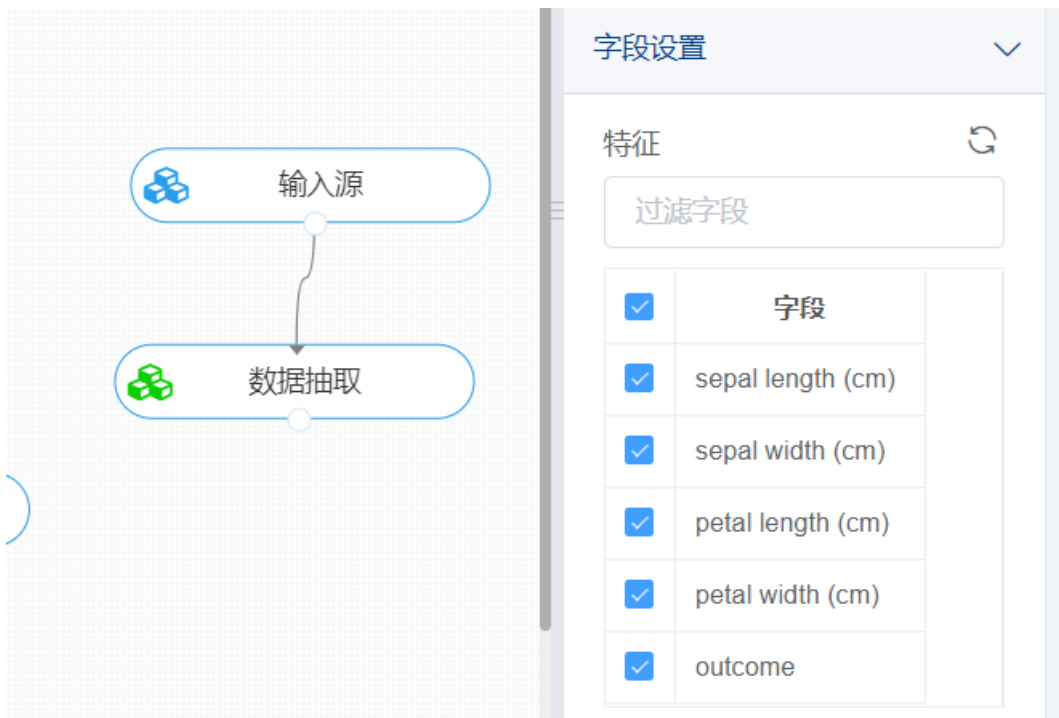 输入源
数据抽取
字段设置
特征
过滤字段
字段
sepal length (cm)
sepal width (cm)
petal length (cm)
petal width (cm)
outcome